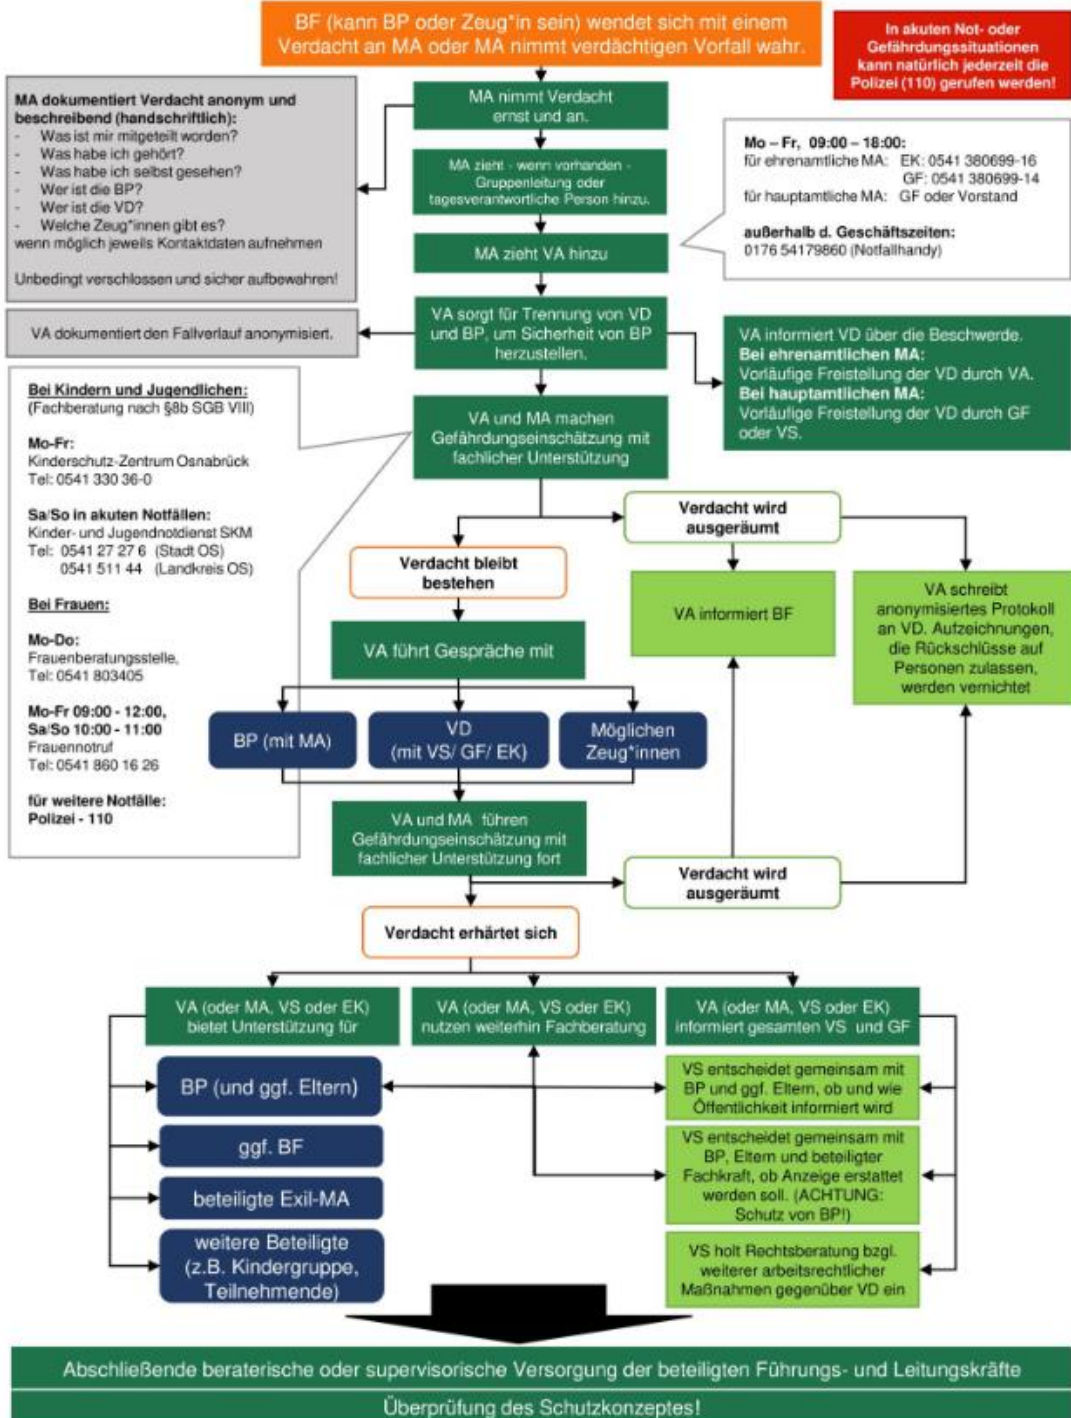 BF (kann BP oder Zeug*in sein) wendet sich mit einem
Verdacht an MA oder MA nimmt verdächtigen Vorfall wahr.
In akuten Not- oder
Gefährdungssituationen
kann natürlich jederzeit die
Polizei (110) gerufen werden!
MA nimmt Verdacht
ernst und an.
MA dokumentiert Verdacht anonym und
beschreibend (handschriftlich):
- Was ist mir mitgeteilt worden?
- Was habe ich gehört?
- Was habe ich selbst gesehen?
- Wer ist die BP?
- Wer ist die VD?
- Welche Zeug*innen gibt es?
wenn möglich jeweils Kontaktdaten aufnehmen
Unbedingt verschlossen und sicher aufbewahren!
MA zieht - wenn vorhanden -
Gruppenleitung oder
tagesverantwortliche Person hinzu.
Mo – Fr, 09:00 - 18:00:
für ehrenamtliche MA: EK: 0541 380699-16
GF: 0541 380699-14
für hauptamtliche MA: GF oder Vorstand
außerhalb d. Geschäftszeiten:
0176 54179860 (Notfallhandy)
MA zieht VA hinzu
VA sorgt für Trennung von VD
und BP, um Sicherheit von BP
herzustellen.
VA dokumentiert den Fallverlauf anonymisiert.
VA informiert VD über die Beschwerde.
Bei ehrenamtlichen MA:
Vorläufige Freistellung der VD durch VA.
Bei hauptamtlichen MA:
Vorläufige Freistellung der VD durch GF
oder VS.
Bei Kindern und Jugendlichen:
(Fachberatung nach §8b SGB VIII)
Mo-Fr:
Kinderschutz-Zentrum Osnabrück
Tel: 0541 330 36-0
Sa/So in akuten Notfällen:
Kinder- und Jugendnotdienst SKM
Tel: 0541 27 27 6 (Stadt OS)
0541 511 44 (Landkreis OS)
Bei Frauen:
Mo-Do:
Frauenberatungsstelle,
Tel: 0541 803405
Mo-Fr 09:00 - 12:00,
Sa/So 10:00 - 11:00
Frauennotruf
Tel: 0541 860 16 26
für weitere Notfälle:
Polizei - 110
VA und MA machen
Gefährdungseinschätzung mit
fachlicher Unterstützung
Verdacht wird
ausgeräumt
Verdacht bleibt
bestehen
VA informiert BF
VA schreibt
anonymisiertes Protokoll
an VD. Aufzeichnungen,
die Rückschlüsse auf
Personen zulassen,
werden vernichtet
VA führt Gespräche mit
BP (mit MA)
VD
(mit VS/ GF/ EK)
Möglichen
Zeug*innen
VA und MA führen
Gefährdungseinschätzung mit
fachlicher Unterstützung fort
Verdacht wird
ausgeräumt
Verdacht erhärtet sich
VA (oder MA, VS oder EK)
bietet Unterstützung für
VA (oder MA, VS oder EK)
nutzen weiterhin Fachberatung
VA (oder MA, VS oder EK)
informiert gesamten VS und GF
BP (und ggf. Eltern)
ggf. BF
beteiligte Exil-MA
weitere Beteiligte
(z.B. Kindergruppe,
Teilnehmende)
VS entscheidet gemeinsam mit
BP und ggf. Eltern, ob und wie
Öffentlichkeit informiert wird
VS entscheidet gemeinsam mit
BP, Eltern und beteiligter
Fachkraft, ob Anzeige erstattet
werden soll. (ACHTUNG:
Schutz von BP!)
VS holt Rechtsberatung bzgl.
weiterer arbeitsrechtlicher
Maßnahmen gegenüber VD ein
Abschließende beraterische oder supervisorische Versorgung der beteiligten Führungs- und Leitungskräfte
Überprüfung des Schutzkonzeptes!